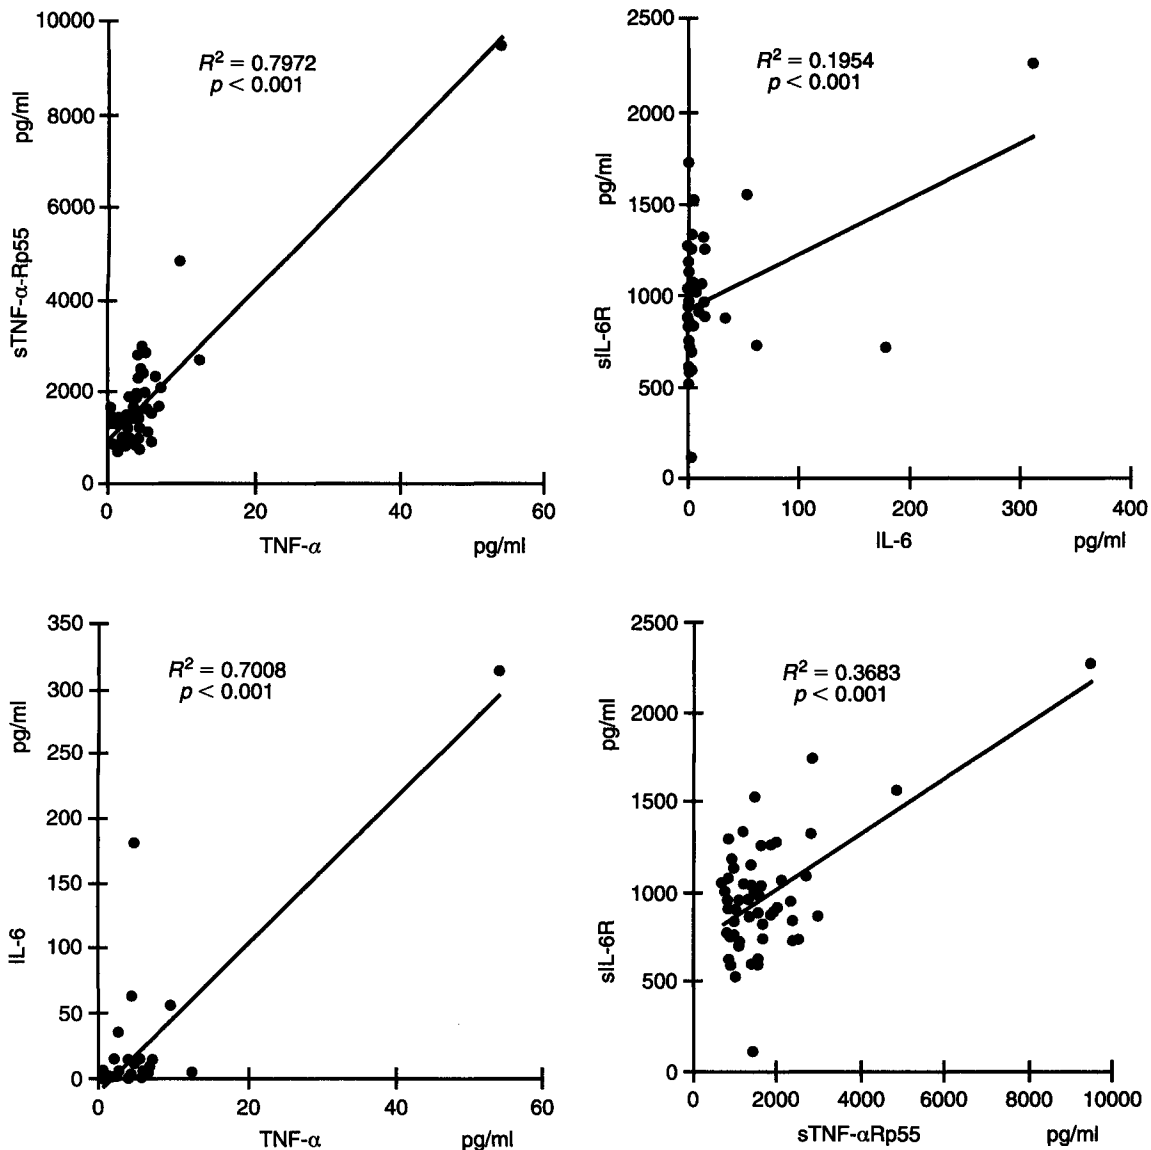 10000
8000
6000
4000
2000
0
sTNF-α-Rp55 pg/ml
R² = 0.7972
p < 0.001
0 20 40 60
TNF-α pg/ml
2500
2000
1500
1000
500
0
sIL-6R pg/ml
R² = 0.1954
p < 0.001
0 100 200 300 400
IL-6 pg/ml
350
300
250
200
150
100
50
0
IL-6 pg/ml
R² = 0.7008
p < 0.001
0 20 40 60
TNF-α pg/ml
2500
2000
1500
1000
500
0
sIL-6R pg/ml
R² = 0.3683
p < 0.001
0 2000 4000 6000 8000 10000
sTNF-αRp55 pg/ml